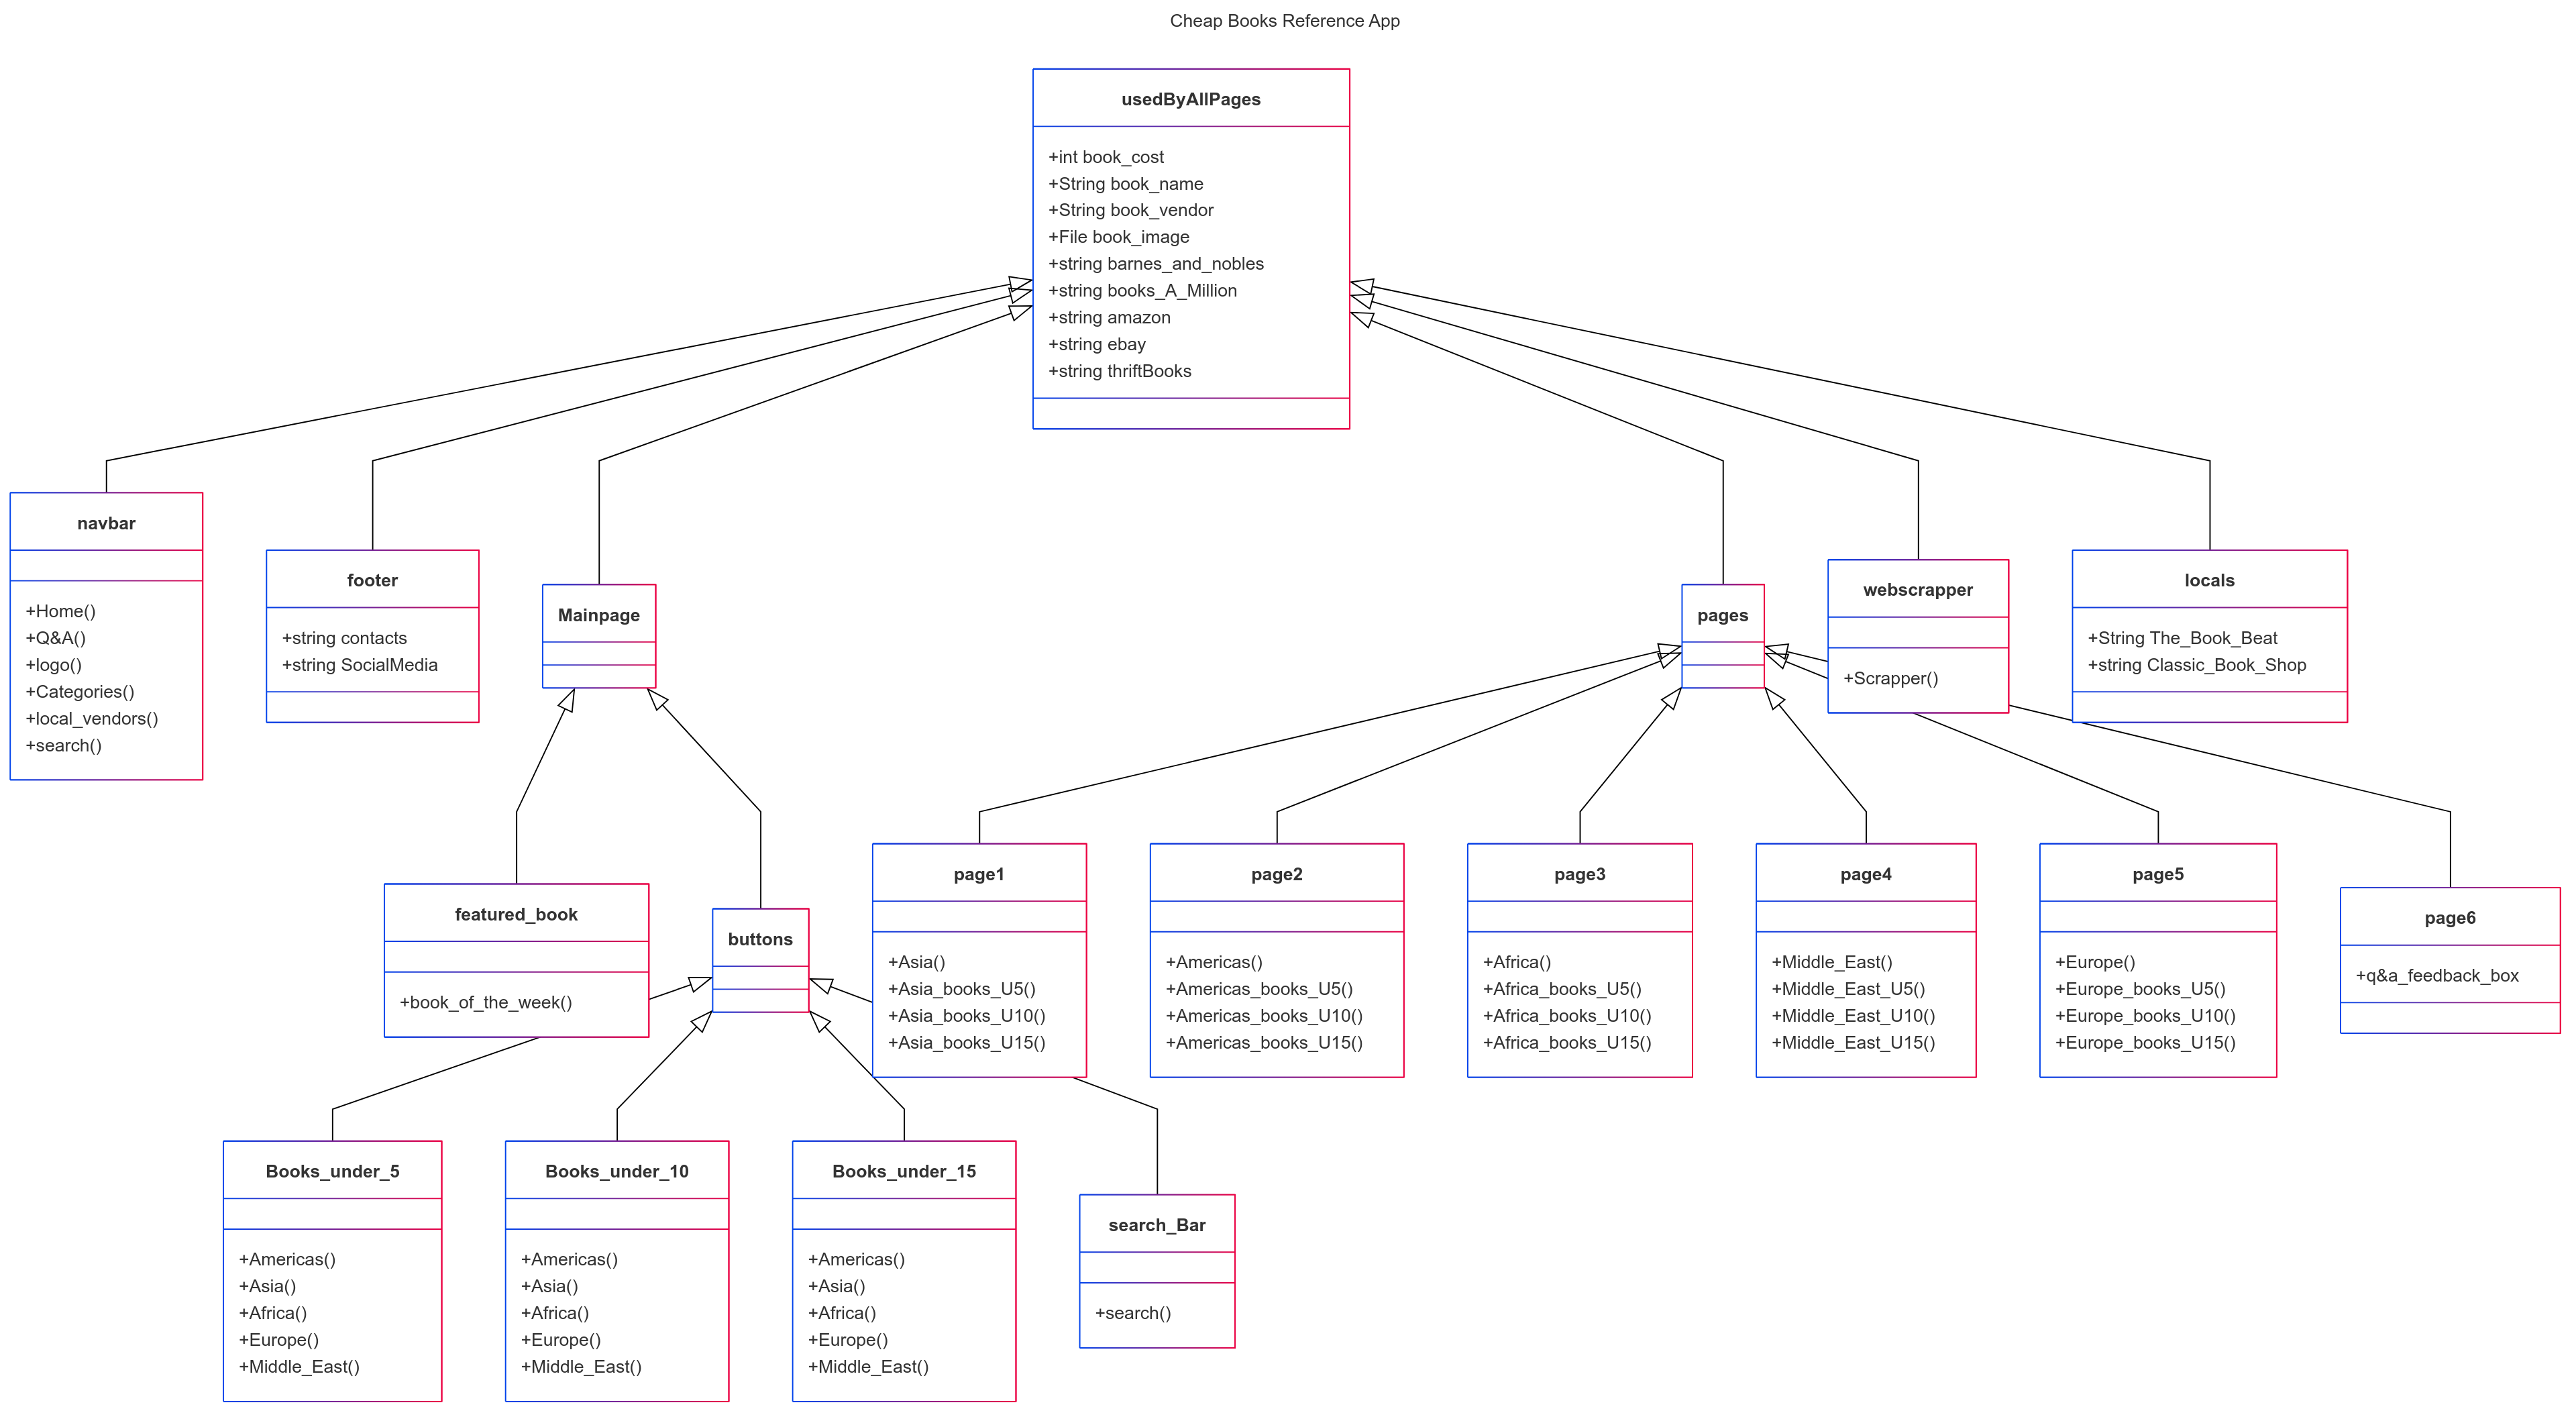 Cheap Books Reference App
usedByAllPages
+int book_cost
+String book_name
+String book_vendor
+File book_image
+string barnes_and_nobles
+string books_A_Million
+string amazon
+string ebay
+string thriftBooks
navbar
+Home()
+Q&A()
+logo()
+Categories()
+local_vendors()
+search()
footer
+string contacts
+string SocialMedia
Mainpage
pages
webscrapper
+Scrapper()
locals
+String The_Book_Beat
+string Classic_Book_Shop
featured_book
+book_of_the_week()
buttons
page1
+Asia()
+Asia_books_U5()
+Asia_books_U10()
+Asia_books_U15()
page2
+Americas()
+Americas_books_U5()
+Americas_books_U10()
+Americas_books_U15()
page3
+Africa()
+Africa_books_U5()
+Africa_books_U10()
+Africa_books_U15()
page4
+Middle_East()
+Middle_East_U5()
+Middle_East_U10()
+Middle_East_U15()
page5
+Europe()
+Europe_books_U5()
+Europe_books_U10()
+Europe_books_U15()
page6
+q&a_feedback_box
Books_under_5
+Americas()
+Asia()
+Africa()
+Europe()
+Middle_East()
Books_under_10
+Americas()
+Asia()
+Africa()
+Europe()
+Middle_East()
Books_under_15
+Americas()
+Asia()
+Africa()
+Europe()
+Middle_East()
search_Bar
+search()